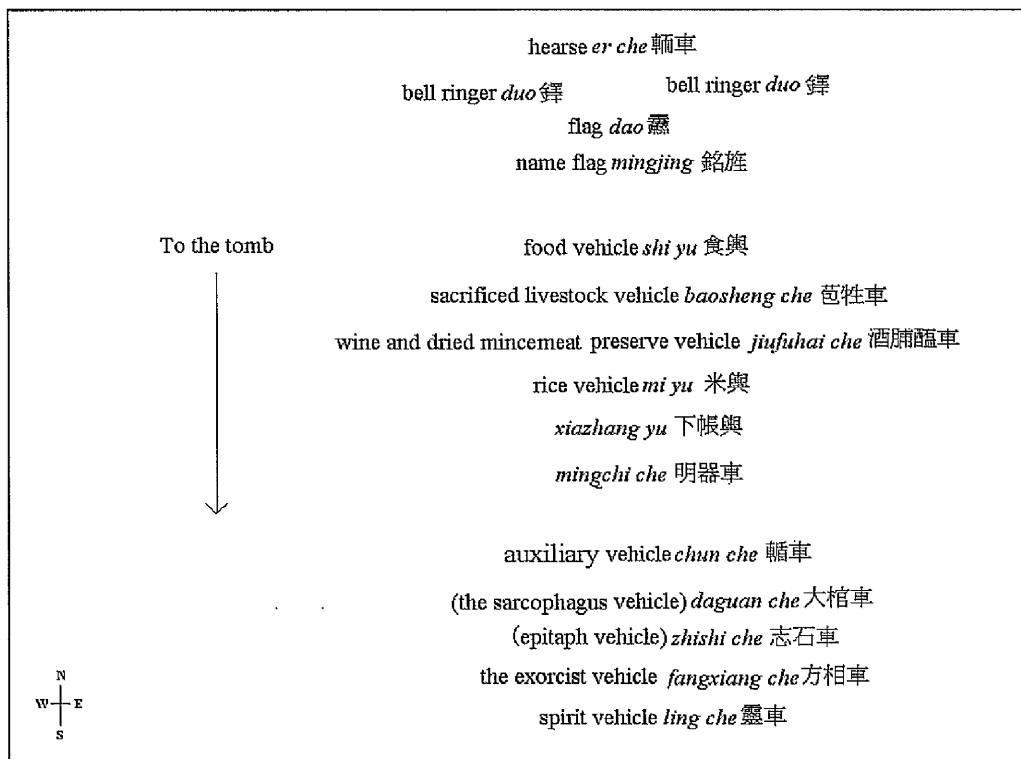 hearse er che 輀車
bell ringer duo 鐸
bell ringer duo 鐸
flag dao
name flag mingjing 銘旌
To the tomb
food vehicle shi yu 食輿
sacrificed livestock vehicle baosheng che 苞牲車
wine and dried mincemeat preserve vehicle jiufuhai che 酒脯醢車
rice vehicle mi yu 米輿
xiazhang yu 下帳輿
mingchi che 明器車
auxiliary vehicle chun che 輴車
(the sarcophagus vehicle) daguan che 大棺車
(epitaph vehicle) zhishi che 志石車
the exorcist vehicle fangxiang che 方相車
spirit vehicle ling che 靈車
N
W E
S